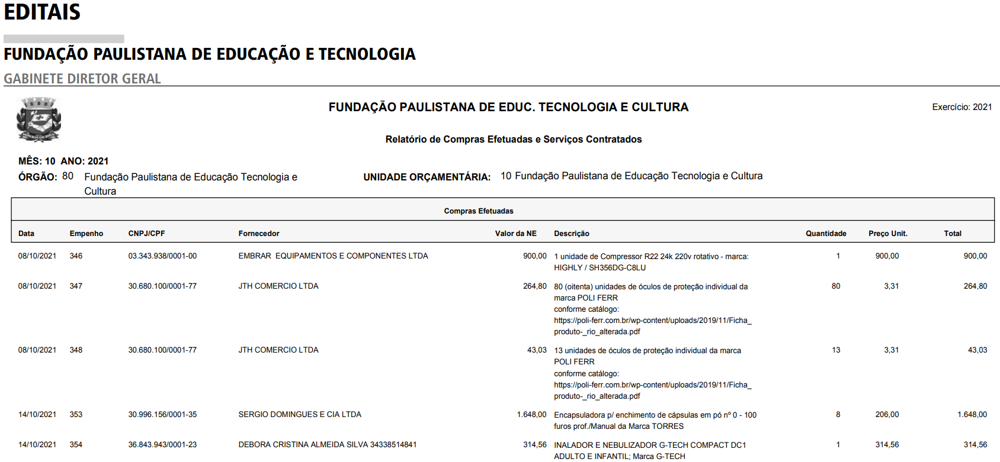 EDITAIS
FUNDAÇÃO PAULISTANA DE EDUCAÇÃO E TECNOLOGIA
GABINETE DIRETOR GERAL
FUNDAÇÃO PAULISTANA DE EDUC. TECNOLOGIA E CULTURA
Exercício: 2021
Relatório de Compras Efetuadas e Serviços Contratados
MÊS: 10 ANO: 2021
ÓRGÃO: 80 Fundação Paulistana de Educação Tecnologia e
Cultura
UNIDADE ORÇAMENTÁRIA: 10 Fundação Paulistana de Educação Tecnologia e Cultura
Compras Efetuadas
Data Empenho CNPJ/CPF Fornecedor Valor da NE Descrição Quantidade Preço Unit. Total
08/10/2021 346 03.343.938/0001-00 EMBRAR EQUIPAMENTOS E COMPONENTES LTDA 900,00 1 unidade de Compressor R22 24k 220v rotativo - marca: 1 900,00 900,00
HIGHLY / SH356DG-C8LU
08/10/2021 347 30.680.100/0001-77 JTH COMERCIO LTDA 264,80 80 (oitenta) unidades de óculos de proteção individual da 80 3,31 264,80
marca POLI FERR
conforme catálogo:
https://poli-ferr.com.br/wp-content/uploads/2019/11/Ficha_
produto-_rio_alterada.pdf
08/10/2021 348 30.680.100/0001-77 JTH COMERCIO LTDA 43,03 13 unidades de óculos de proteção individual da marca 13 3,31 43,03
POLI FERR
conforme catálogo:
https://poli-ferr.com.br/wp-content/uploads/2019/11/Ficha_
produto-_rio_alterada.pdf
14/10/2021 353 30.996.156/0001-35 SERGIO DOMINGUES E CIA LTDA 1.648,00 Encapsuladora p/ enchimento de cápsulas em pó nº 0 - 100 8 206,00 1.648,00
furos prof./Manual da Marca TORRES
14/10/2021 354 36.843.943/0001-23 DEBORA CRISTINA ALMEIDA SILVA 34338514841 314,56 INALADOR E NEBULIZADOR G-TECH COMPACT DC1 1 314,56 314,56
ADULTO E INFANTIL; Marca G-TECH